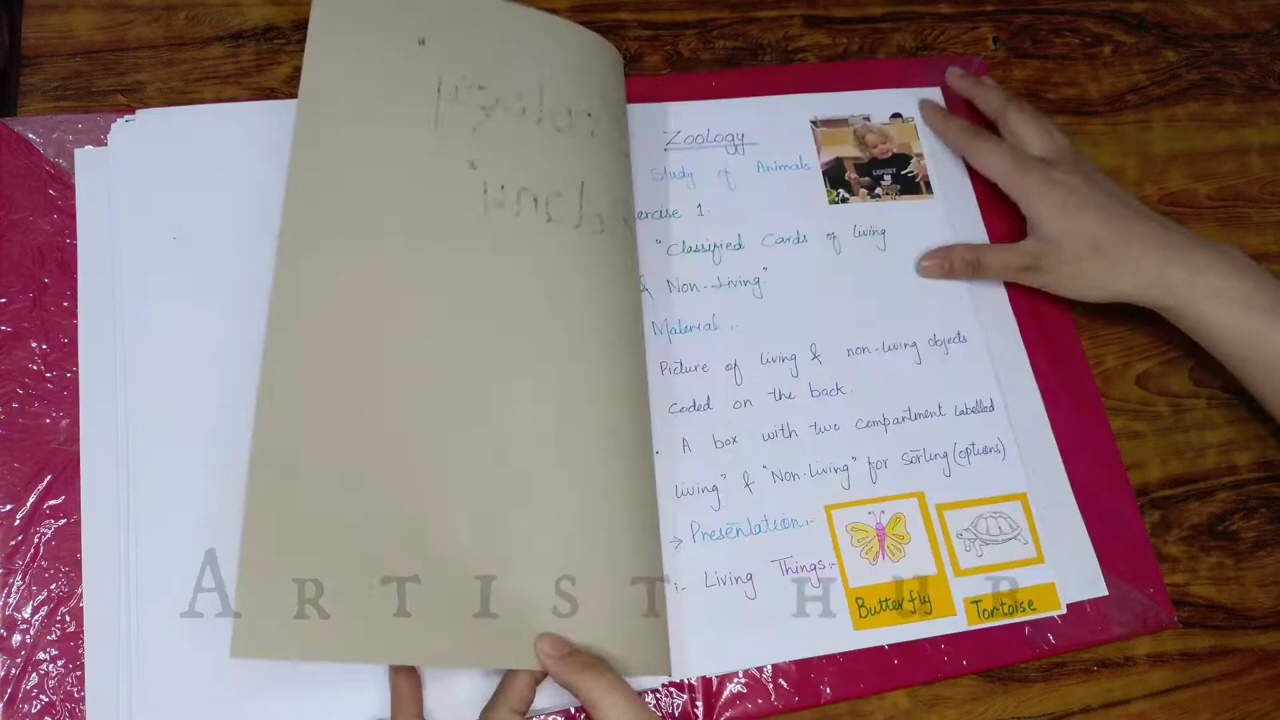 Zoology
Study of Animals
ercise 1.
"Classified Cards of living
& Non-living"
Material :-
Picture of living & non-living objects
coded on the back.
. A box with two compartment labelled
living" & "Non-living" for sorting (options)
→ Presentation:-
:- Living Things:-
Butterfly
Tortoise
ARTIST HUB